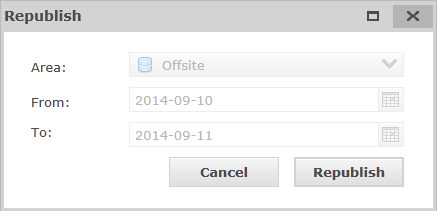 Republish
Area: Offsite
From: 2014-09-10
To: 2014-09-11
Cancel Republish